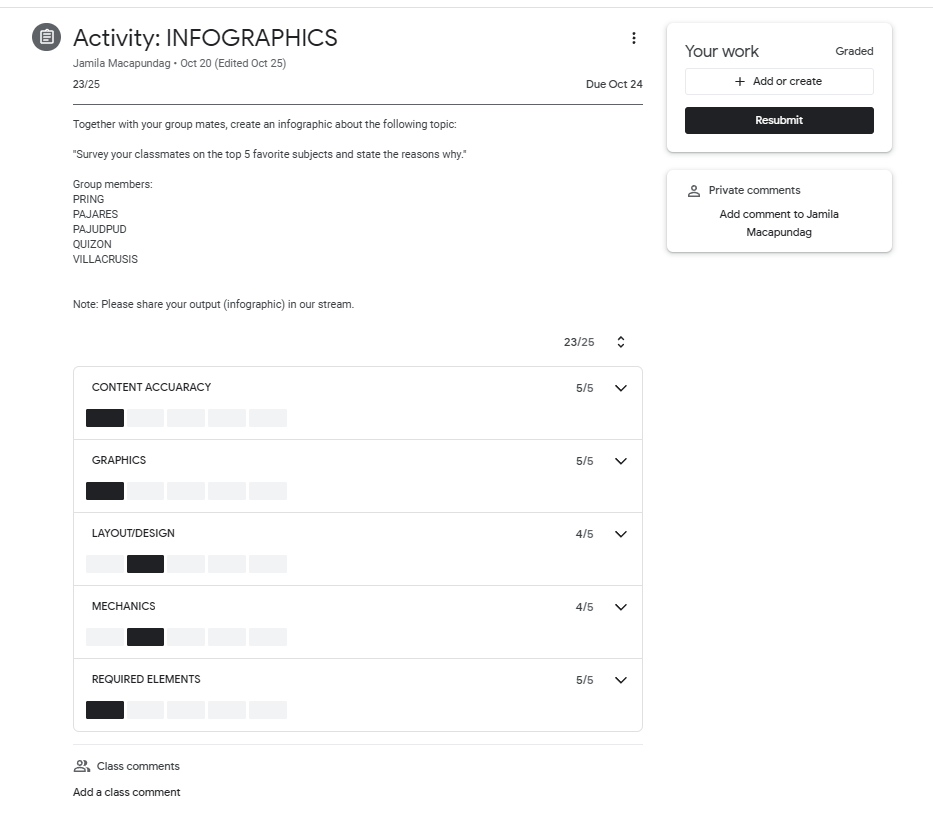 Activity: INFOGRAPHICS
Jamila Macapundag • Oct 20 (Edited Oct 25)
23/25
Due Oct 24
Together with your group mates, create an infographic about the following topic:
"Survey your classmates on the top 5 favorite subjects and state the reasons why."
Group members:
PRING
PAJARES
PAJUDPUD
QUIZON
VILLACRUSIS
Note: Please share your output (infographic) in our stream.
23/25
CONTENT ACCUARACY
5/5
GRAPHICS
5/5
LAYOUT/DESIGN
4/5
MECHANICS
4/5
REQUIRED ELEMENTS
5/5
Class comments
Add a class comment
Your work
Graded
+ Add or create
Resubmit
Private comments
Add comment to Jamila
Macapundag